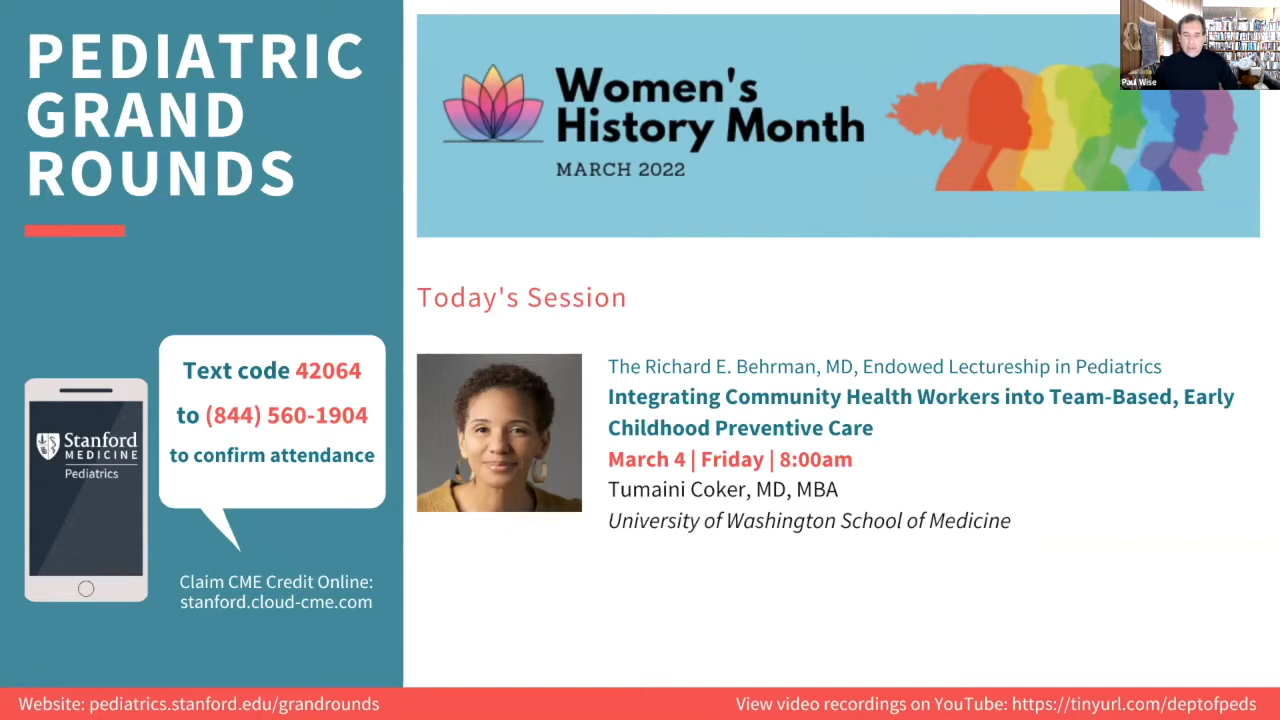 PEDIATRIC
GRAND
ROUNDS
Text code 42064
to (844) 560-1904
to confirm attendance
Stanford
MEDICINE
Pediatrics
Claim CME Credit Online:
stanford.cloud-cme.com
Women's
History Month
MARCH 2022
Paul Wise
Today's Session
The Richard E. Behrman, MD, Endowed Lectureship in Pediatrics
Integrating Community Health Workers into Team-Based, Early
Childhood Preventive Care
March 4 | Friday | 8:00am
Tumaini Coker, MD, MBA
University of Washington School of Medicine
Website: pediatrics.stanford.edu/grandrounds
View video recordings on YouTube: https://tinyurl.com/deptofpeds